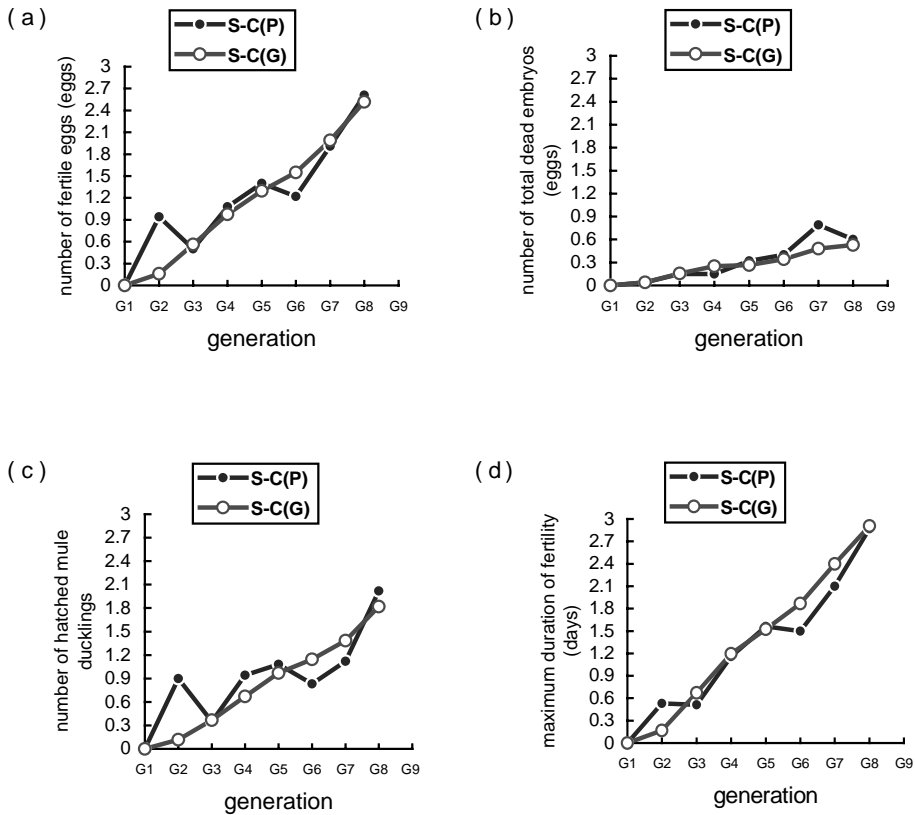 ( a )
S-C(P)
S-C(G)
number of fertile eggs (eggs)
3
2.7
2.4
2.1
1.8
1.5
1.2
0.9
0.6
0.3
0
G1 G2 G3 G4 G5 G6 G7 G8 G9
generation
( b )
S-C(P)
S-C(G)
number of total dead embryos
(eggs)
3
2.7
2.4
2.1
1.8
1.5
1.2
0.9
0.6
0.3
0
G1 G2 G3 G4 G5 G6 G7 G8 G9
generation
( c )
S-C(P)
S-C(G)
number of hatched mule
ducklings
3
2.7
2.4
2.1
1.8
1.5
1.2
0.9
0.6
0.3
0
G1 G2 G3 G4 G5 G6 G7 G8 G9
generation
( d )
S-C(P)
S-C(G)
maximum duration of fertility
(days)
3
2.7
2.4
2.1
1.8
1.5
1.2
0.9
0.6
0.3
0
G1 G2 G3 G4 G5 G6 G7 G8 G9
generation